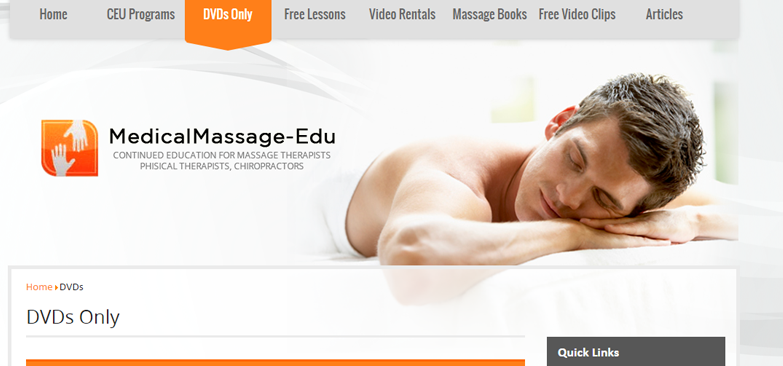 Home CEU Programs DVDs Only Free Lessons Video Rentals Massage Books Free Video Clips Articles
MedicalMassage-Edu
CONTINUED EDUCATION FOR MASSAGE THERAPISTS
PHISICAL THERAPISTS, CHIROPRACTORS
Home DVDs
DVDs Only
Quick Links